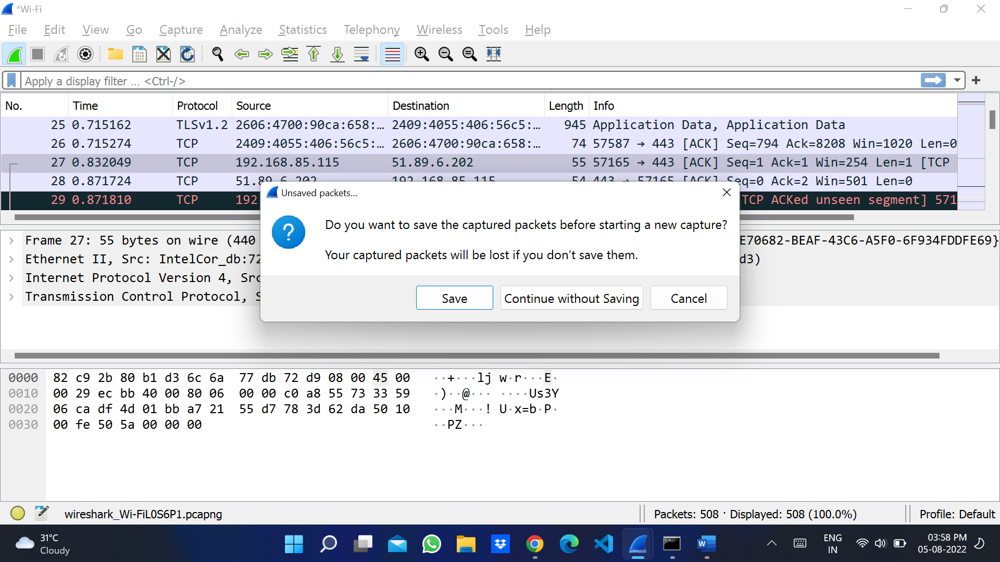 *Wi-Fi
File Edit View Go Capture Analyze Statistics Telephony Wireless Tools Help
Apply a display filter ... <Ctrl-/>
No. Time Protocol Source Destination Length Info
25 0.715162 TLSv1.2 2606:4700:90ca:658:… 2409:4055:406:56c5:… 945 Application Data, Application Data
26 0.715274 TCP 2409:4055:406:56c5:… 2606:4700:90ca:658:… 74 57587 → 443 [ACK] Seq=794 Ack=8208 Win=1020 Len=0
27 0.832049 TCP 192.168.85.115 51.89.6.202 55 57165 → 443 [ACK] Seq=1 Ack=1 Win=254 Len=1 [TCP
28 0.871724 TCP 51.89.6.202 192.168.85.115 54 443 → 57165 [ACK] Seq=0 Ack=2 Win=501 Len=0
29 0.871810 TCP 192 TCP ACKed unseen segment] 571
Unsaved packets...
Do you want to save the captured packets before starting a new capture?
Your captured packets will be lost if you don't save them.
Save Continue without Saving Cancel
Frame 27: 55 bytes on wire (440 E70682-BEAF-43C6-A5F0-6F934FDDFE69}
Ethernet II, Src: IntelCor_db:72 d3)
Internet Protocol Version 4, Src
Transmission Control Protocol, S
0000 82 c9 2b 80 b1 d3 6c 6a 77 db 72 d9 08 00 45 00 ··+···lj w·r···E·
0010 00 29 ec bb 40 00 80 06 00 00 c0 a8 55 73 33 59 ·)··@··· ····Us3Y
0020 06 ca df 4d 01 bb a7 21 55 d7 78 3d 62 da 50 10 ···M···! U·x=b·P·
0030 00 fe 50 5a 00 00 00 ··PZ···
wireshark_Wi-FiL0S6P1.pcapng Packets: 508 · Displayed: 508 (100.0%) Profile: Default
31°C
Cloudy
ENG
IN
03:58 PM
05-08-2022